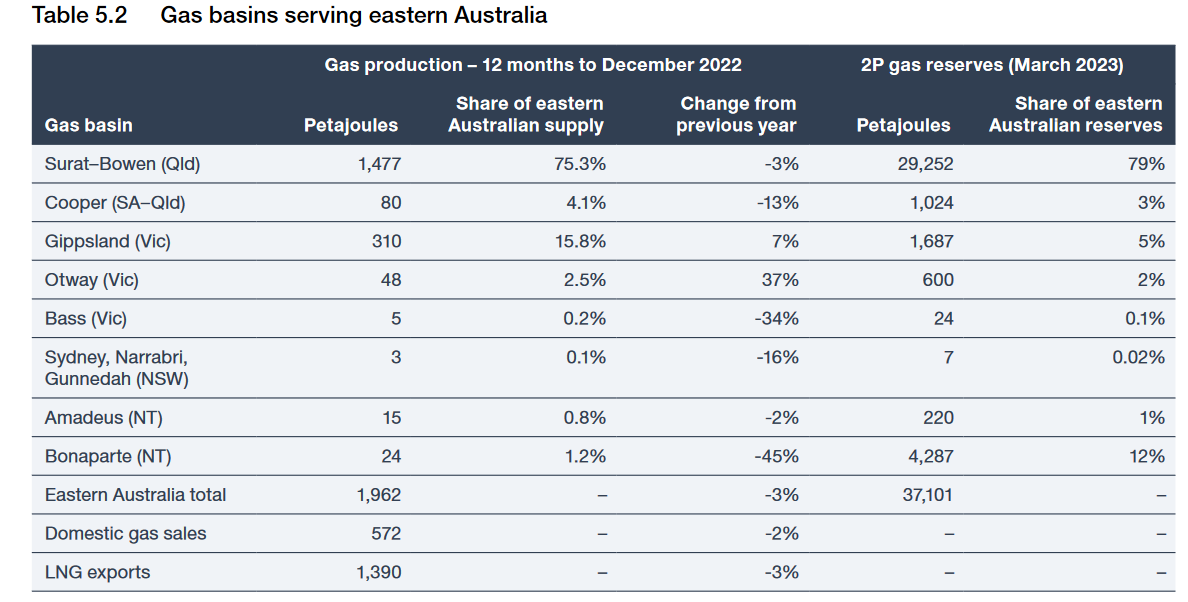 Table 5.2 Gas basins serving eastern Australia
Gas production – 12 months to December 2022 2P gas reserves (March 2023)
Gas basin Petajoules Share of eastern Australian supply Change from previous year Petajoules Share of eastern Australian reserves
Surat–Bowen (Qld) 1,477 75.3% -3% 29,252 79%
Cooper (SA–Qld) 80 4.1% -13% 1,024 3%
Gippsland (Vic) 310 15.8% 7% 1,687 5%
Otway (Vic) 48 2.5% 37% 600 2%
Bass (Vic) 5 0.2% -34% 24 0.1%
Sydney, Narrabri, 3 0.1% -16% 7 0.02%
Gunnedah (NSW)
Amadeus (NT) 15 0.8% -2% 220 1%
Bonaparte (NT) 24 1.2% -45% 4,287 12%
Eastern Australia total 1,962 – -3% 37,101 –
Domestic gas sales 572 – -2% – –
LNG exports 1,390 – -3% – –